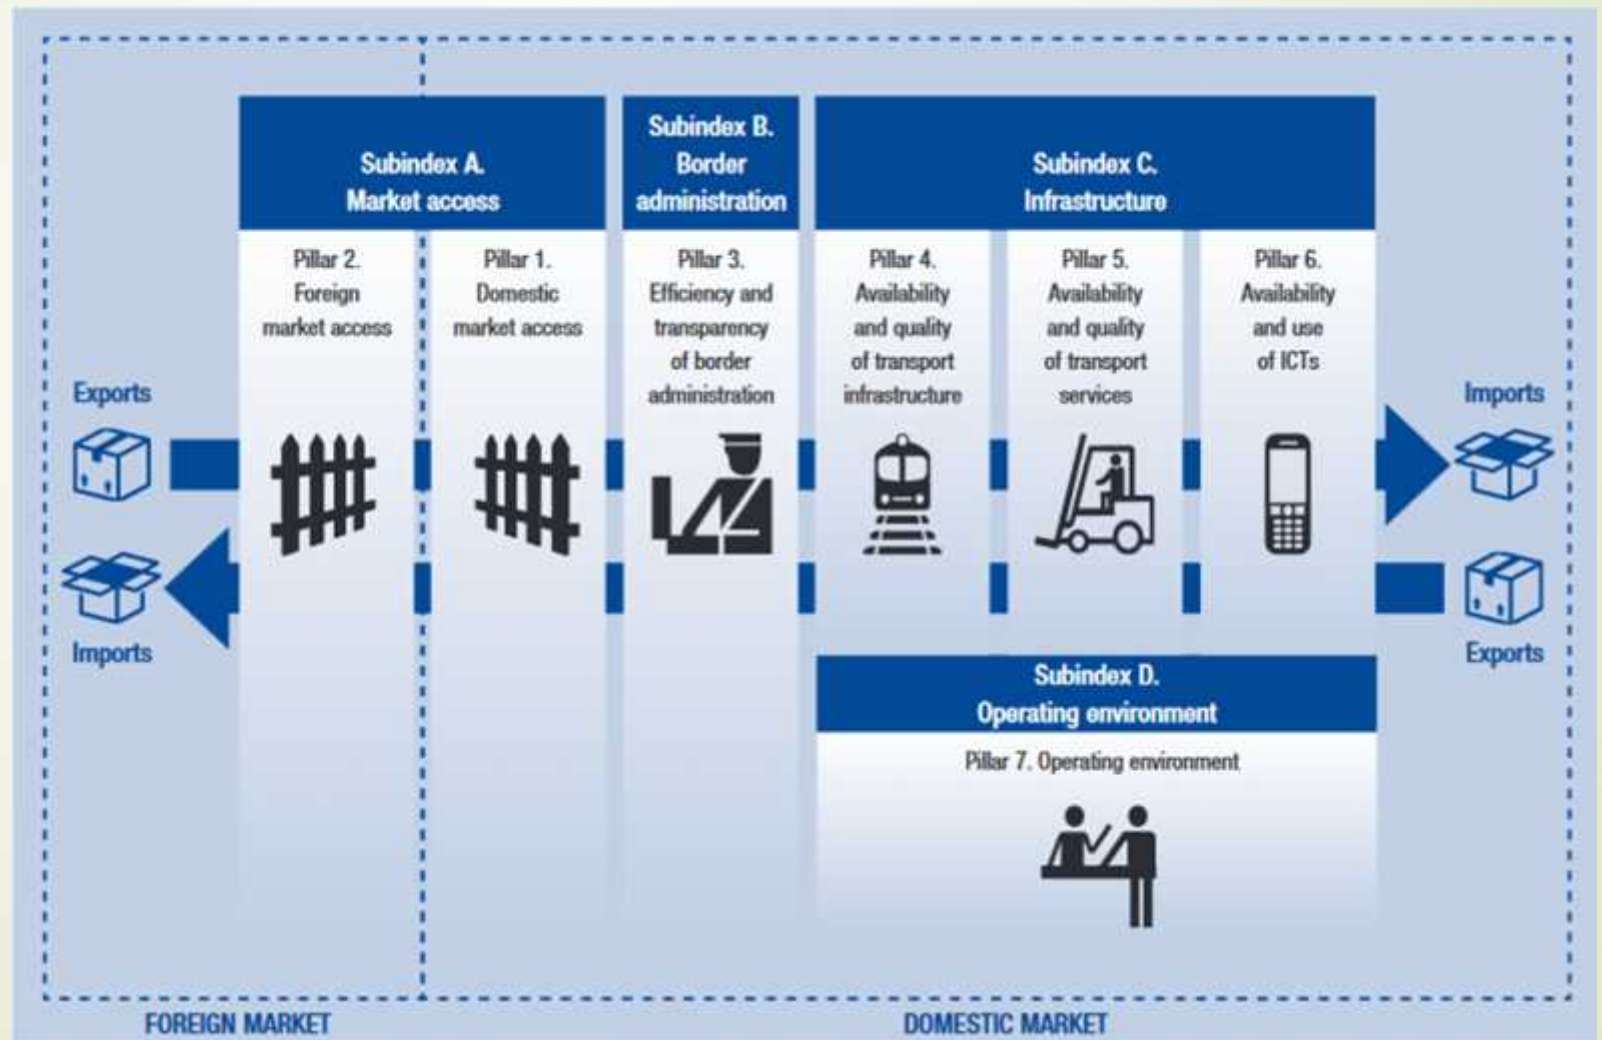 Subindex A.
Market access
Subindex B.
Border
administration
Subindex C.
Infrastructure
Pillar 2.
Foreign
market access
Pillar 1.
Domestic
market access
Pillar 3.
Efficiency and
transparency
of border
administration
Pillar 4.
Availability
and quality
of transport
infrastructure
Pillar 5.
Availability
and quality
of transport
services
Pillar 6.
Availability
and use
of ICTs
Exports
Imports
Imports
Exports
Subindex D.
Operating environment
Pillar 7. Operating environment
FOREIGN MARKET
DOMESTIC MARKET